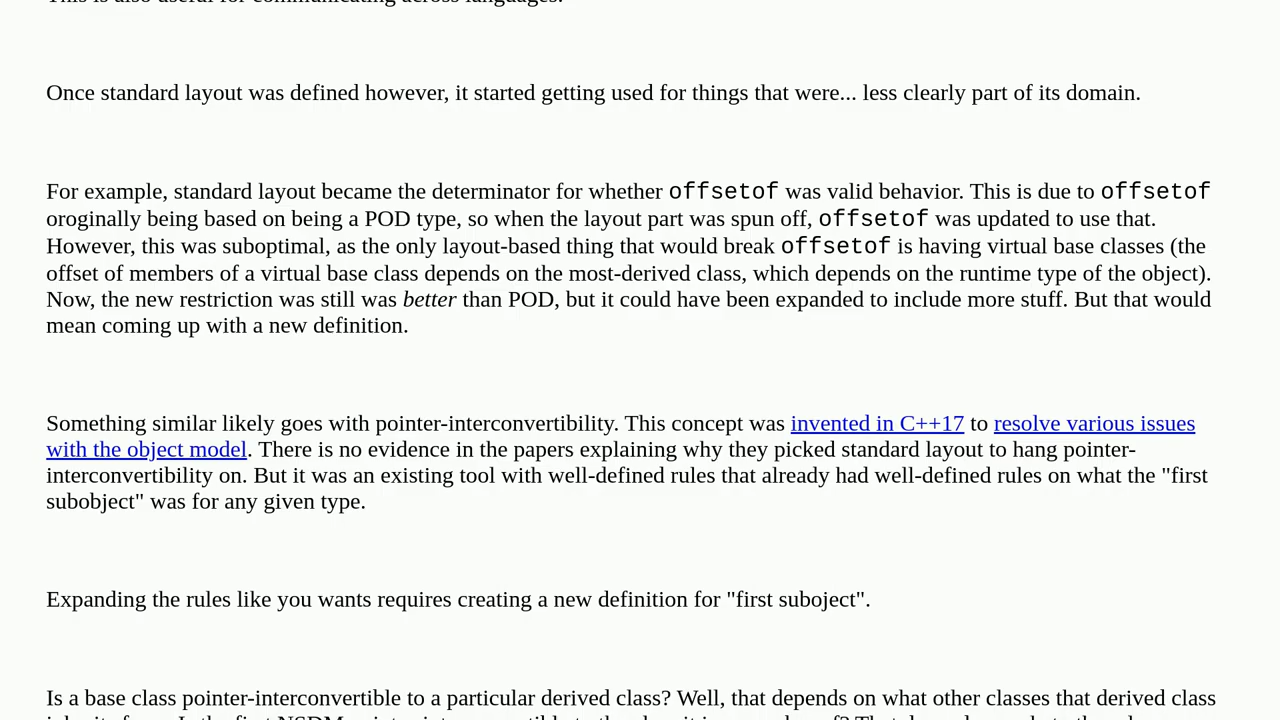 This is also useful for communicating across languages.
Once standard layout was defined however, it started getting used for things that were... less clearly part of its domain.
For example, standard layout became the determinator for whether offsetof was valid behavior. This is due to offsetof
oroginally being based on being a POD type, so when the layout part was spun off, offsetof was updated to use that.
However, this was suboptimal, as the only layout-based thing that would break offsetof is having virtual base classes (the
offset of members of a virtual base class depends on the most-derived class, which depends on the runtime type of the object).
Now, the new restriction was still was better than POD, but it could have been expanded to include more stuff. But that would
mean coming up with a new definition.
Something similar likely goes with pointer-interconvertibility. This concept was invented in C++17 to resolve various issues
with the object model. There is no evidence in the papers explaining why they picked standard layout to hang pointer-
interconvertibility on. But it was an existing tool with well-defined rules that already had well-defined rules on what the "first
subobject" was for any given type.
Expanding the rules like you wants requires creating a new definition for "first suboject".
Is a base class pointer-interconvertible to a particular derived class? Well, that depends on what other classes that derived class